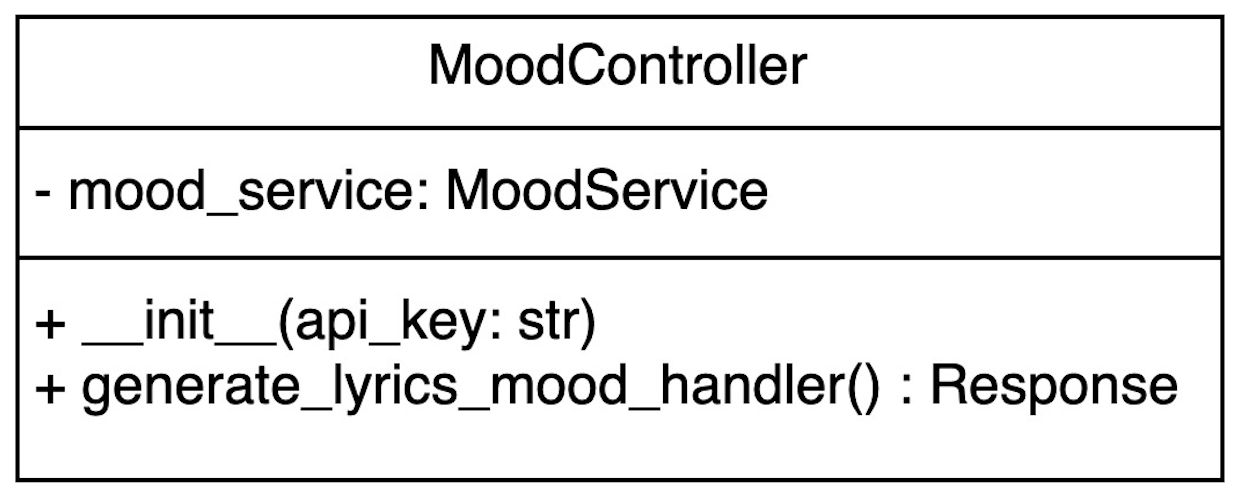 MoodController
- mood_service: MoodService
+ __init__(api_key: str)
+ generate_lyrics_mood_handler() : Response